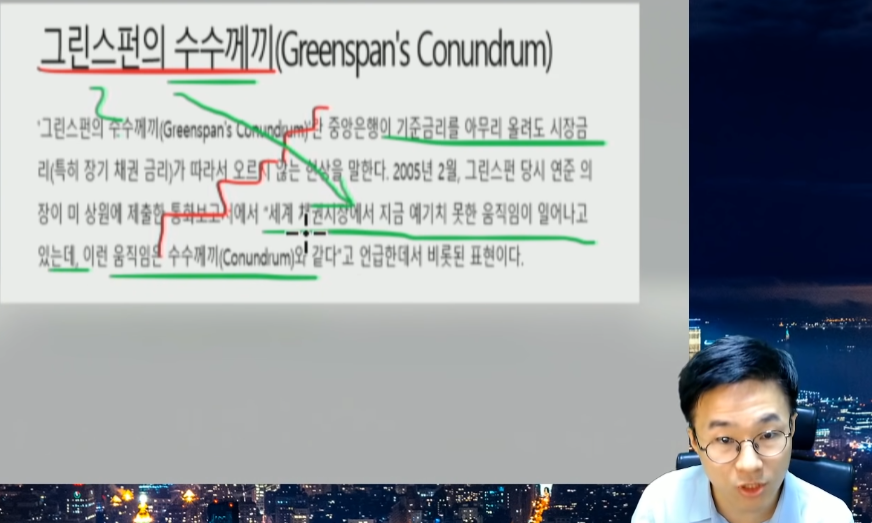 그린스펀의 수수께끼(Greenspan's Conundrum)
'그린스펀의 수수께끼(Greenspan's Conundrum)'란 중앙은행이 기준금리를 아무리 올려도 시장금
리(특히 장기 채권 금리)가 따라서 오르지 않는 현상을 말한다. 2005년 2월, 그린스펀 당시 연준 의
장이 미 상원에 제출한 통화보고서에서 "세계 채권시장에서 지금 예기치 못한 움직임이 일어나고
있는데, 이런 움직임은 수수께끼(Conundrum)와 같다"고 언급한데서 비롯된 표현이다.